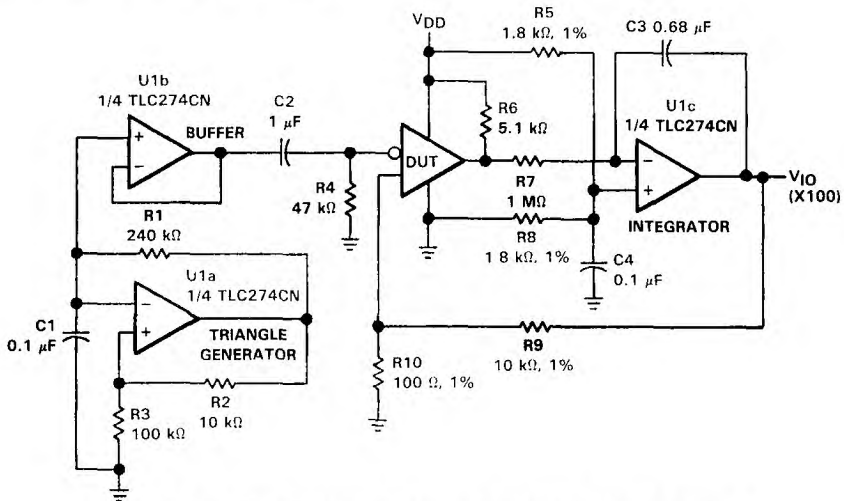 U1b
1/4 TLC274CN
BUFFER
C2
1 μF
R4
47 kΩ
R1
240 kΩ
U1a
1/4 TLC274CN
TRIANGLE
GENERATOR
C1
0.1 μF
R2
10 kΩ
R3
100 kΩ
VDD
R5
1.8 kΩ, 1%
C3 0.68 μF
R6
5.1 kΩ
DUT
R7
1 MΩ
R8
1 8 kΩ, 1%
U1c
1/4 TLC274CN
INTEGRATOR
VIO
(X100)
C4
0.1 μF
R9
10 kΩ, 1%
R10
100 Ω, 1%